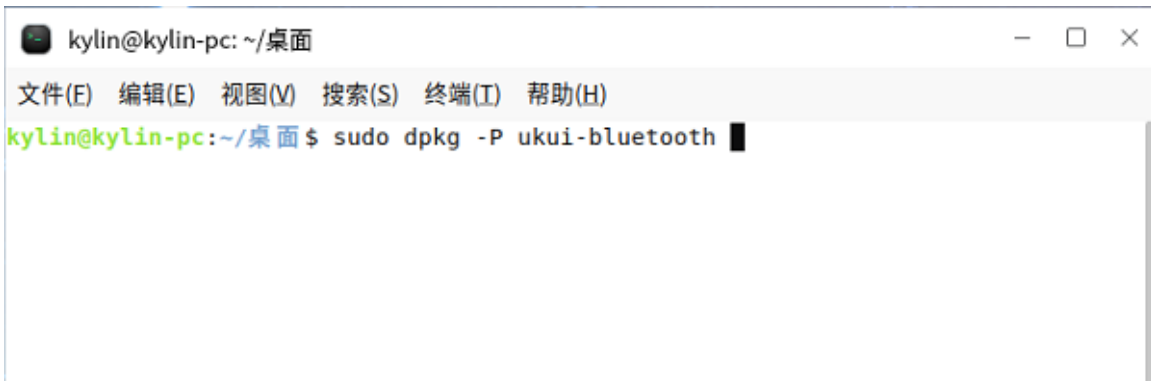 kylin@kylin-pc: ~/桌面
文件(F) 编辑(E) 视图(V) 搜索(S) 终端(T) 帮助(H)
kylin@kylin-pc:~/桌面$ sudo dpkg -P ukui-bluetooth